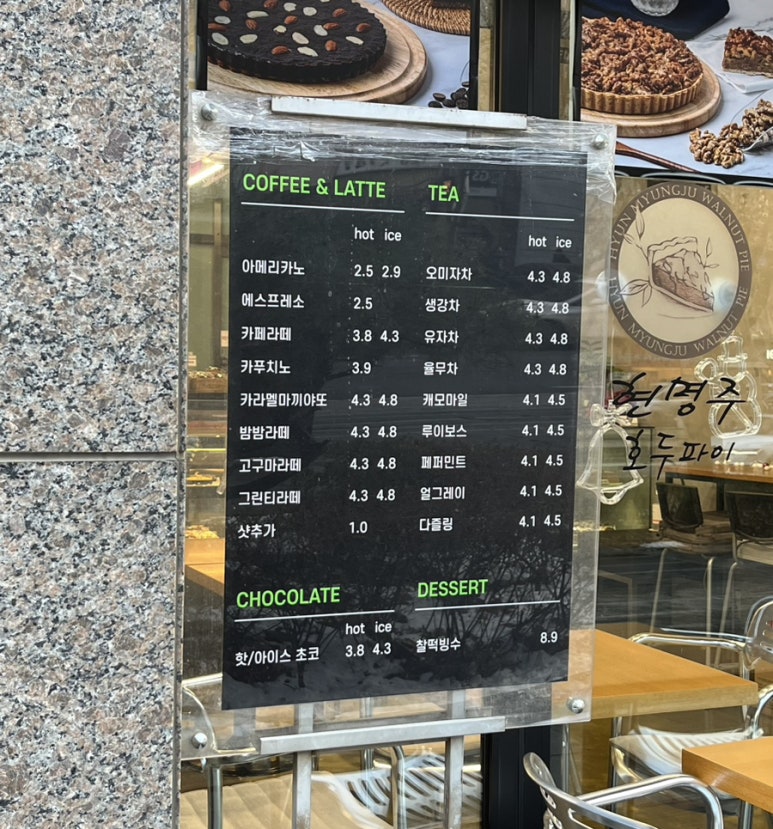 COFFEE & LATTE
hot ice
아메리카노 2.5 2.9
에스프레소 2.5
카페라떼 3.8 4.3
카푸치노 3.9
카라멜마끼야또 4.3 4.8
밤밤라떼 4.3 4.8
고구마라떼 4.3 4.8
그린티라떼 4.3 4.8
샷추가 1.0
TEA
hot ice
오미자차 4.3 4.8
생강차 4.3 4.8
유자차 4.3 4.8
율무차 4.3 4.8
캐모마일 4.1 4.5
루이보스 4.1 4.5
페퍼민트 4.1 4.5
얼그레이 4.1 4.5
다즐링 4.1 4.5
CHOCOLATE
hot ice
핫/아이스 초코 3.8 4.3
DESSERT
찰떡빙수 8.9
HYUN MYUNGJU WALNUT PIE
HYUN MYUNGJU WALNUT PIE
현명주
호두파이